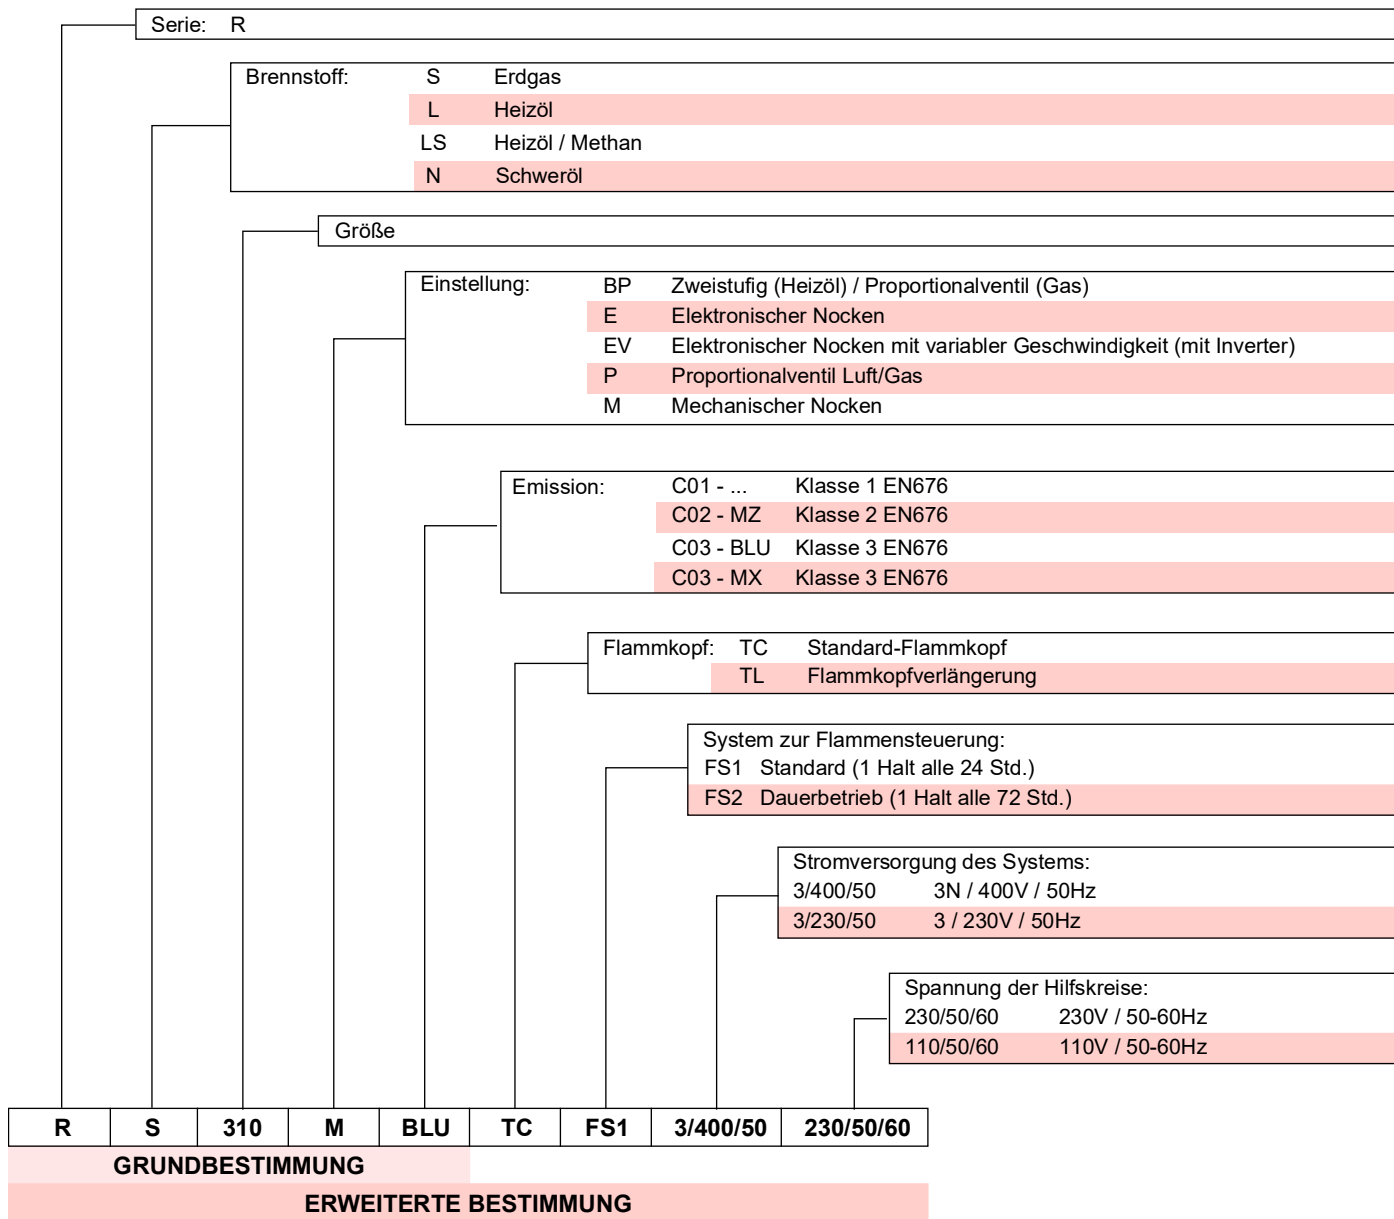 Serie: R
Brennstoff: S Erdgas
L Heizöl
LS Heizöl / Methan
N Schweröl
Größe
Einstellung: BP Zweistufig (Heizöl) / Proportionalventil (Gas)
E Elektronischer Nocken
EV Elektronischer Nocken mit variabler Geschwindigkeit (mit Inverter)
P Proportionalventil Luft/Gas
M Mechanischer Nocken
Emission: C01 - ... Klasse 1 EN676
C02 - MZ Klasse 2 EN676
C03 - BLU Klasse 3 EN676
C03 - MX Klasse 3 EN676
Flammkopf: TC Standard-Flammkopf
TL Flammkopfverlängerung
System zur Flammensteuerung:
FS1 Standard (1 Halt alle 24 Std.)
FS2 Dauerbetrieb (1 Halt alle 72 Std.)
Stromversorgung des Systems:
3/400/50 3N / 400V / 50Hz
3/230/50 3 / 230V / 50Hz
Spannung der Hilfskreise:
230/50/60 230V / 50-60Hz
110/50/60 110V / 50-60Hz
R S 310 M BLU TC FS1 3/400/50 230/50/60
GRUNDBESTIMMUNG
ERWEITERTE BESTIMMUNG